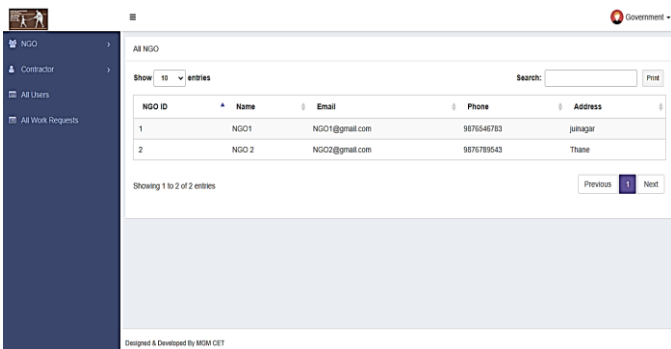 Government
NGO
Contractor
All Users
All Work Requests
All NGO
Show 10 entries Search: Print
NGO ID Name Email Phone Address
1 NGO1 NGO1@gmail.com 9876546783 juinagar
2 NGO 2 NGO2@gmail.com 9876789543 Thane
Showing 1 to 2 of 2 entries Previous 1 Next
Designed & Developed By MGM CET